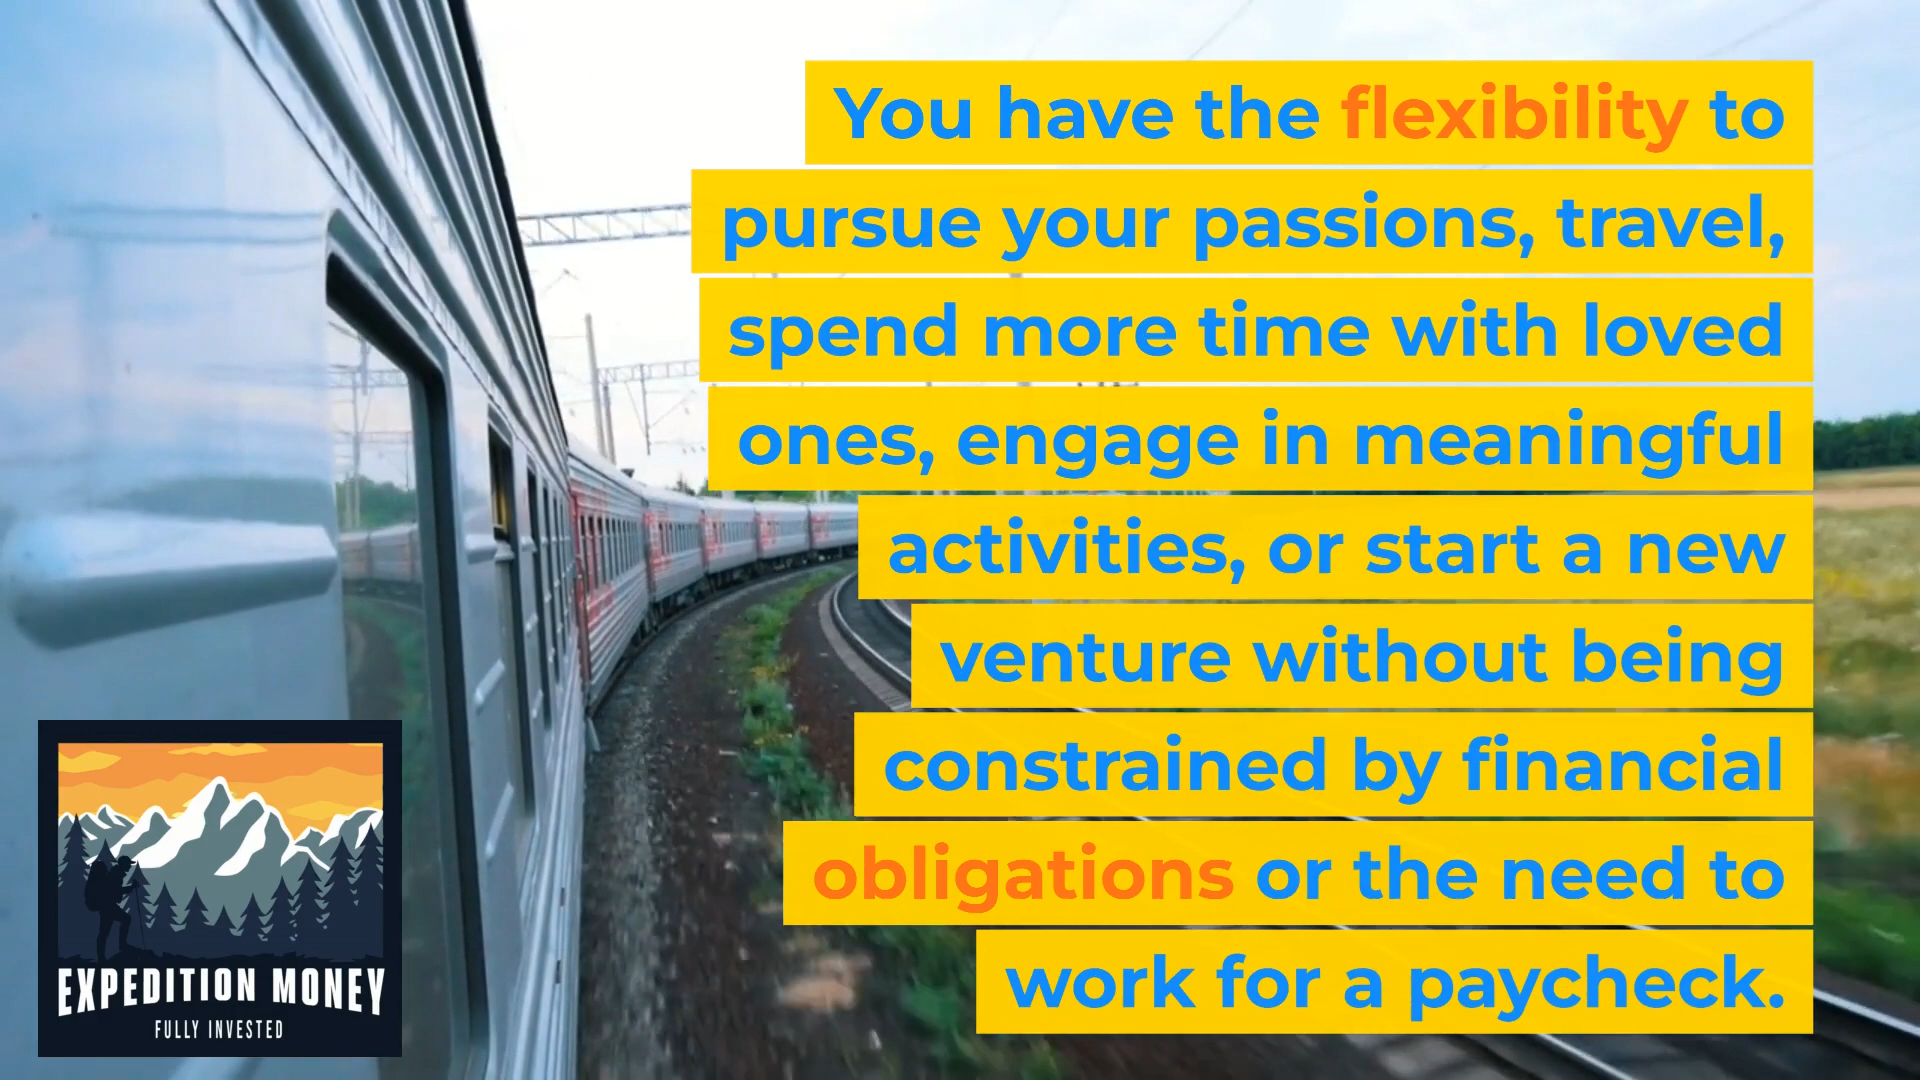 You have the flexibility to
pursue your passions, travel,
spend more time with loved
ones, engage in meaningful
activities, or start a new
venture without being
constrained by financial
obligations or the need to
work for a paycheck.
EXPEDITION MONEY
FULLY INVESTED